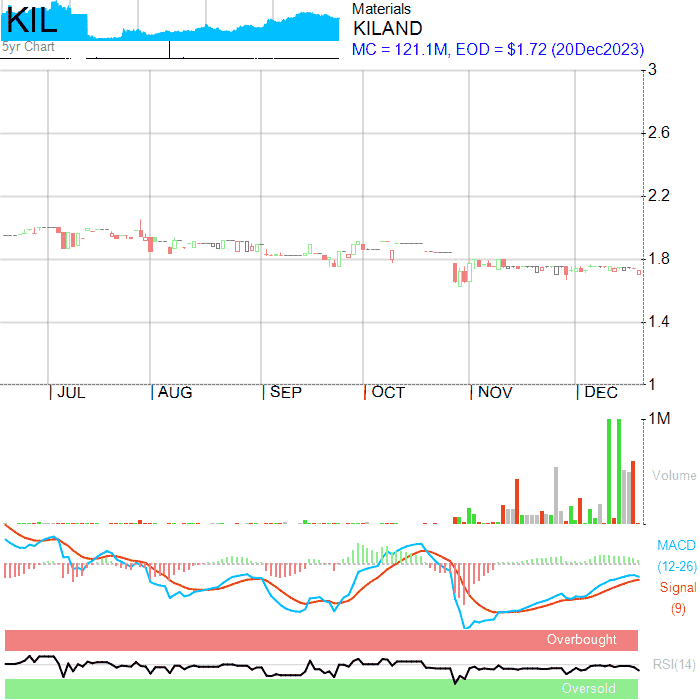 KIL
5yr Chart
Materials
KILAND
MC = 121.1M, EOD = $1.72 (20Dec2023)
3
2.6
2.2
1.8
1.4
1
JUL AUG SEP OCT NOV DEC
1M
Volume
MACD
(12-26)
Signal
(9)
Overbought
RSI(14)
Oversold